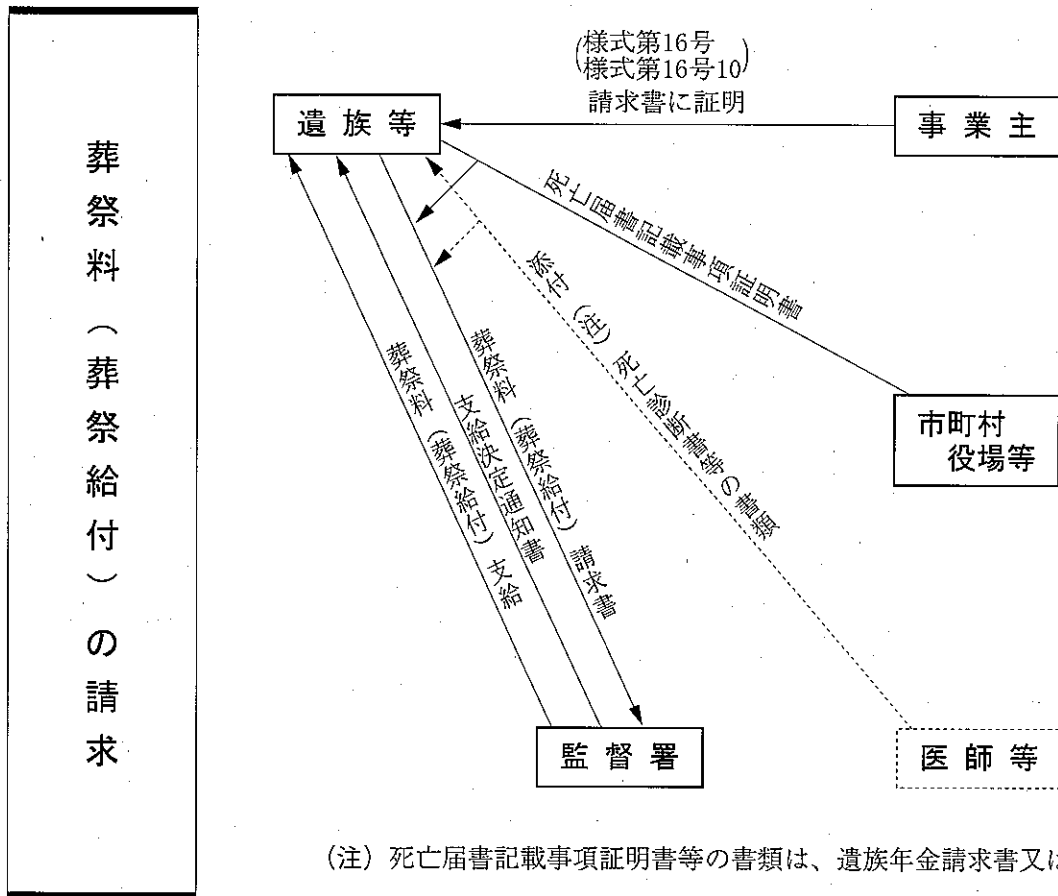 葬祭料（葬祭給付）の請求
（様式第16号
様式第16号10）
請求書に証明
遺族等
事業主
死亡届書記載事項証明書
添付（注）死亡診断書等の書類
葬祭料（葬祭給付）請求書
支給決定通知書
葬祭料（葬祭給付）支給
市町村
役場等
監督署
医師等
（注）死亡届書記載事項証明書等の書類は、遺族年金請求書又は